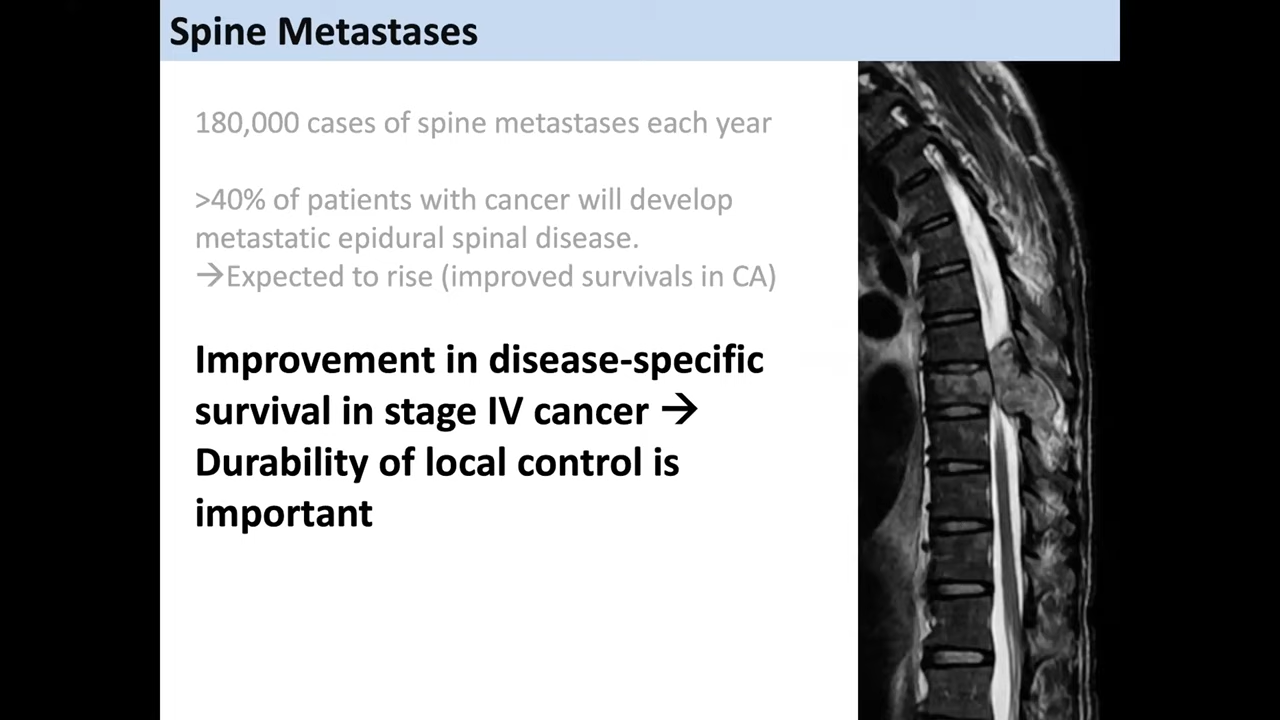 Spine Metastases
180,000 cases of spine metastases each year
>40% of patients with cancer will develop
metastatic epidural spinal disease.
→Expected to rise (improved survivals in CA)
Improvement in disease-specific
survival in stage IV cancer →
Durability of local control is
important